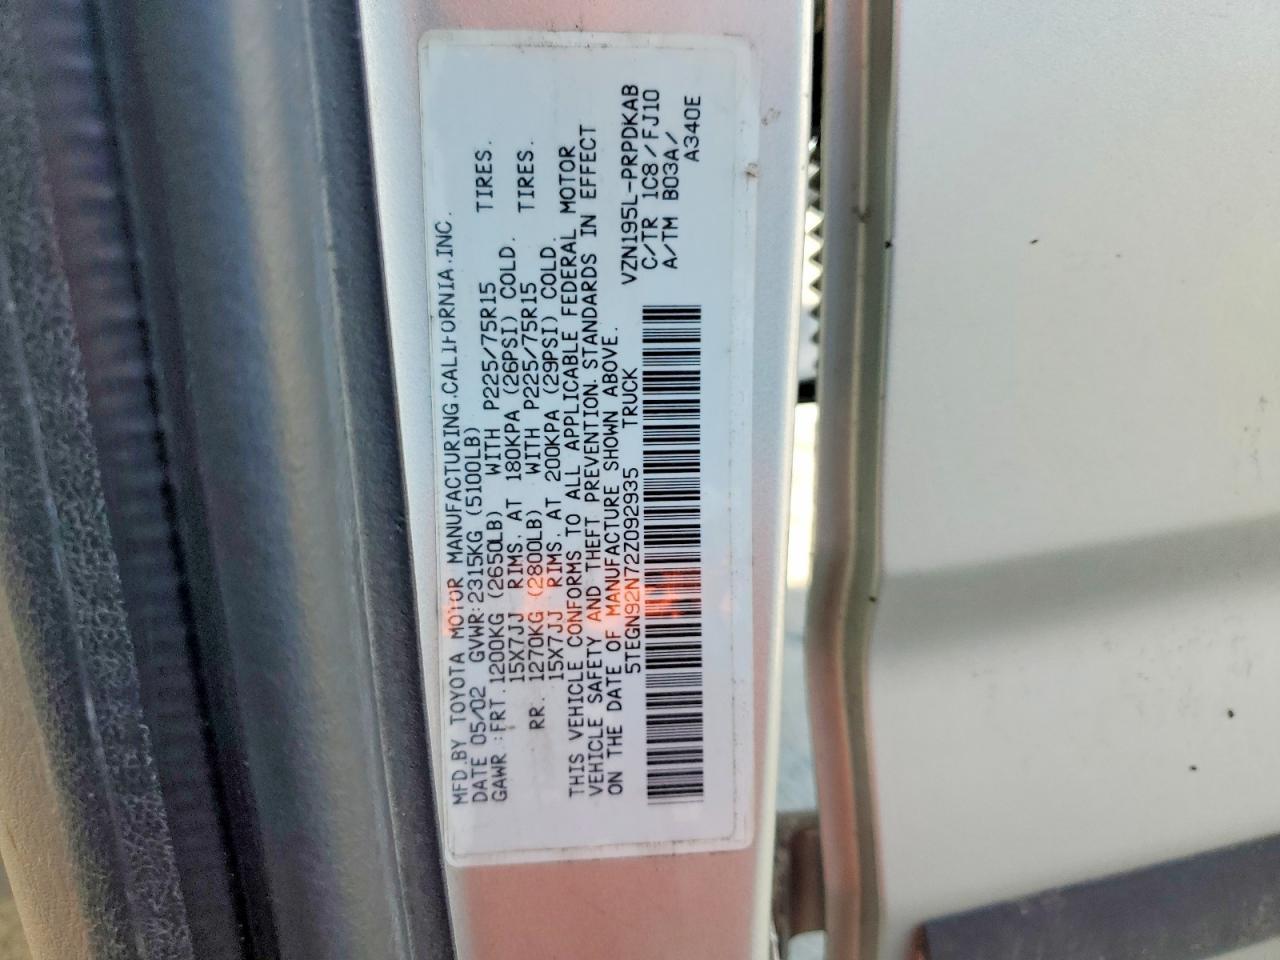 MFD.BY TOYOTA MOTOR MANUFACTURING.CALIFORNIA.INC.
DATE 05/02 GVWR:2315KG (5100LB)
GAWR:FRT.1200KG (2650LB) WITH P225/75R15 TIRES.
15X7JJ RIMS.AT 180KPA (26PSI) COLD.
RR. 1270KG (2800LB) WITH P225/75R15 TIRES.
15X7JJ RIMS.AT 200KPA (29PSI) COLD.
THIS VEHICLE CONFORMS TO ALL APPLICABLE FEDERAL MOTOR
VEHICLE SAFETY AND THEFT PREVENTION STANDARDS IN EFFECT
ON THE DATE OF MANUFACTURE SHOWN ABOVE.
5TEGN92N72Z092935 TRUCK
VZN195L-PRPDKAB
C/TR 1C8/FJ10
A/TM B03A/
A340E